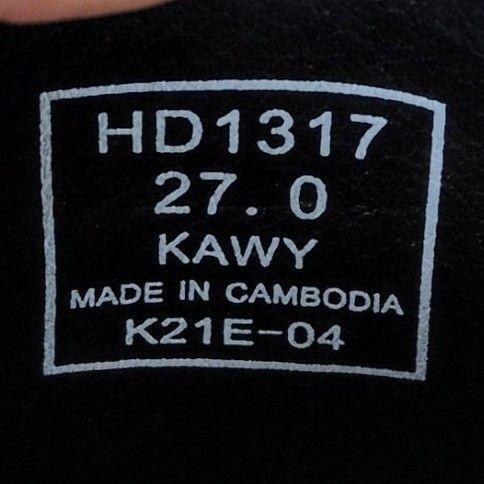 HD1317
27.0
KAWY
MADE IN CAMBODIA
K21E-04